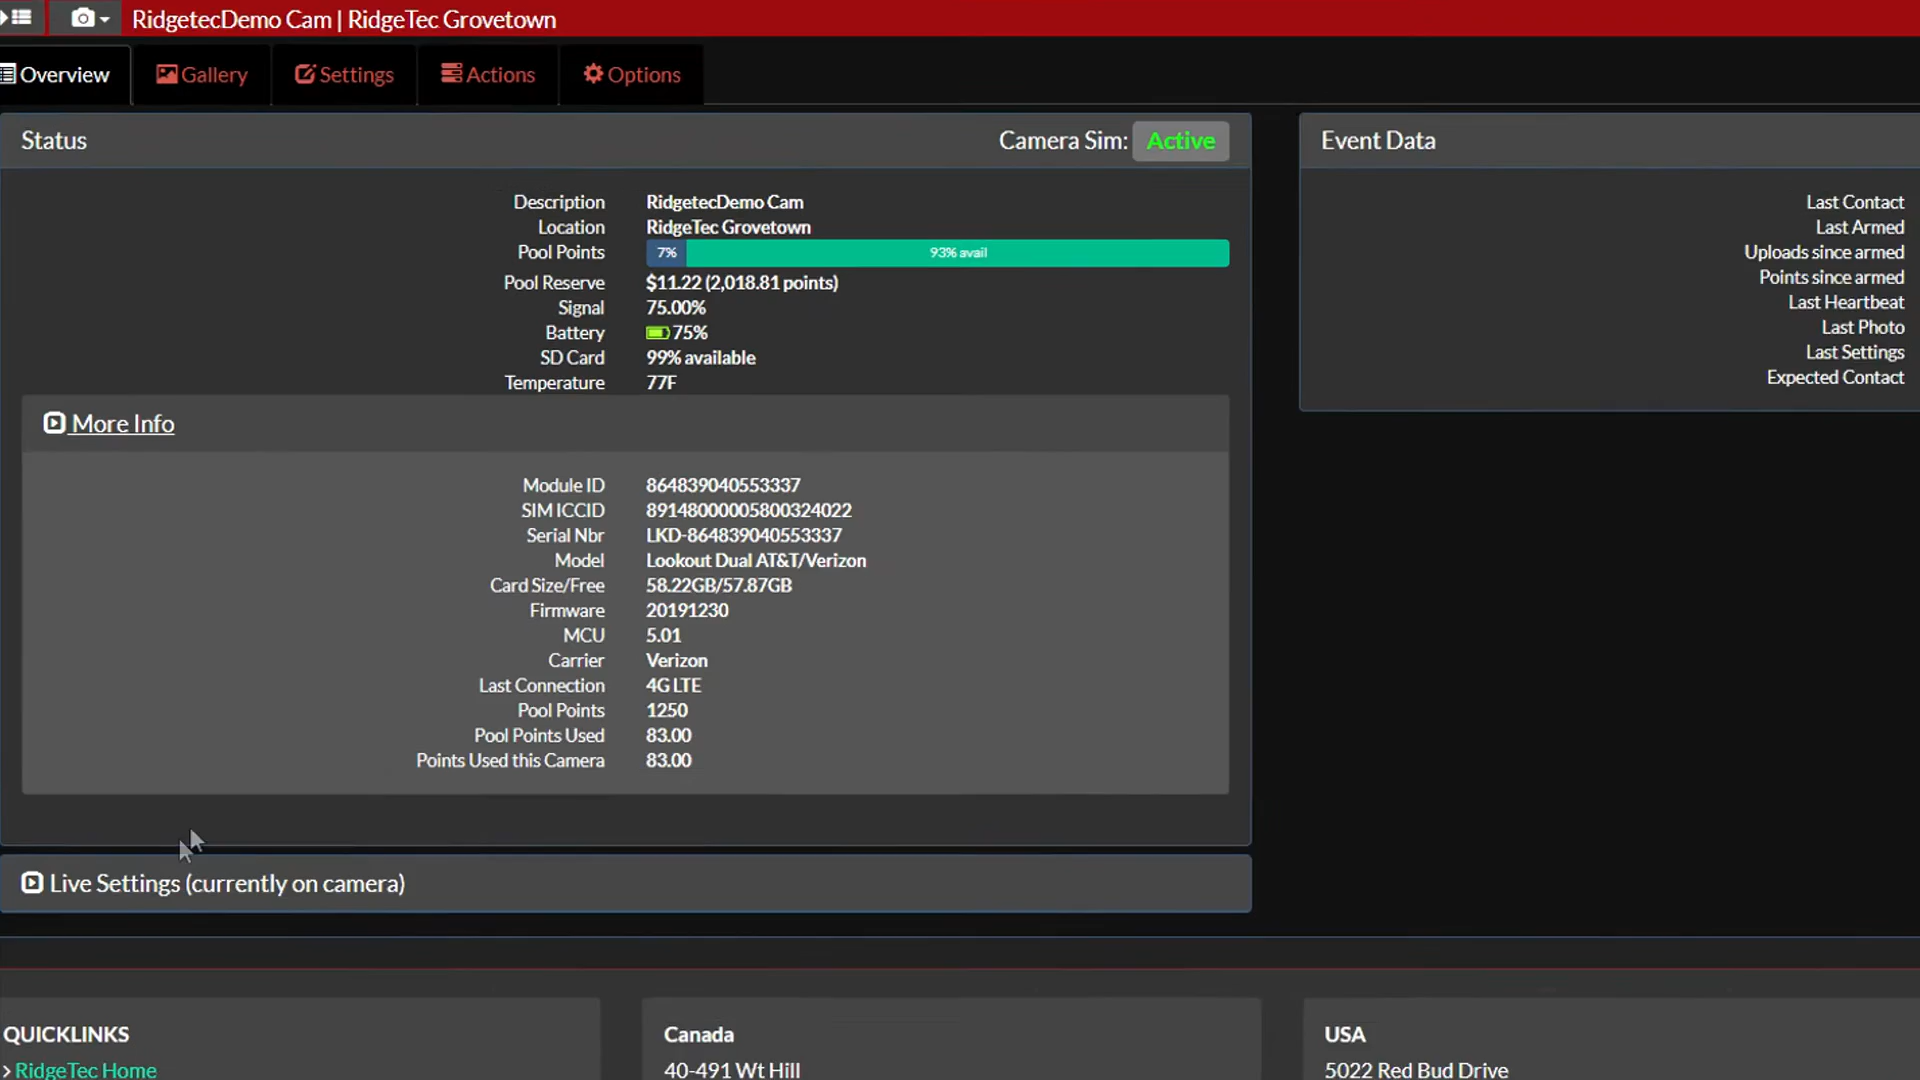 RidgetecDemo Cam | RidgeTec Grovetown
Overview Gallery Settings Actions Options
Status Camera Sim: Active
Description RidgetecDemo Cam
Location RidgeTec Grovetown
Pool Points 7% 93% avail
Pool Reserve $11.22 (2,018.81 points)
Signal 75.00%
Battery 75%
SD Card 99% available
Temperature 77F
More Info
Module ID 864839040553337
SIM ICCID 89148000005800324022
Serial Nbr LKD-864839040553337
Model Lookout Dual AT&T/Verizon
Card Size/Free 58.22GB/57.87GB
Firmware 20191230
MCU 5.01
Carrier Verizon
Last Connection 4G LTE
Pool Points 1250
Pool Points Used 83.00
Points Used this Camera 83.00
Live Settings (currently on camera)
Event Data
Last Contact
Last Armed
Uploads since armed
Points since armed
Last Heartbeat
Last Photo
Last Settings
Expected Contact
QUICKLINKS
> RidgeTec Home
Canada
40-491 Wt Hill
USA
5022 Red Bud Drive